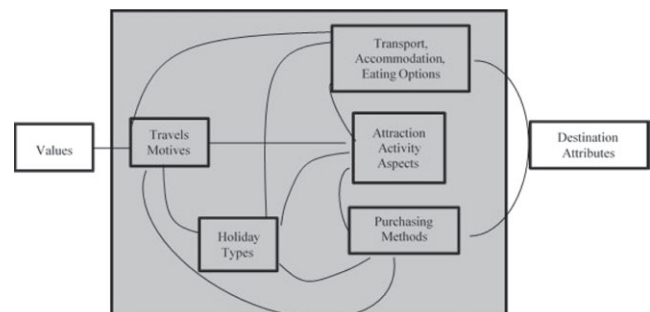 Values
Travels
Motives
Holiday
Types
Transport,
Accommodation,
Eating Options
Attraction
Activity
Aspects
Purchasing
Methods
Destination
Attributes